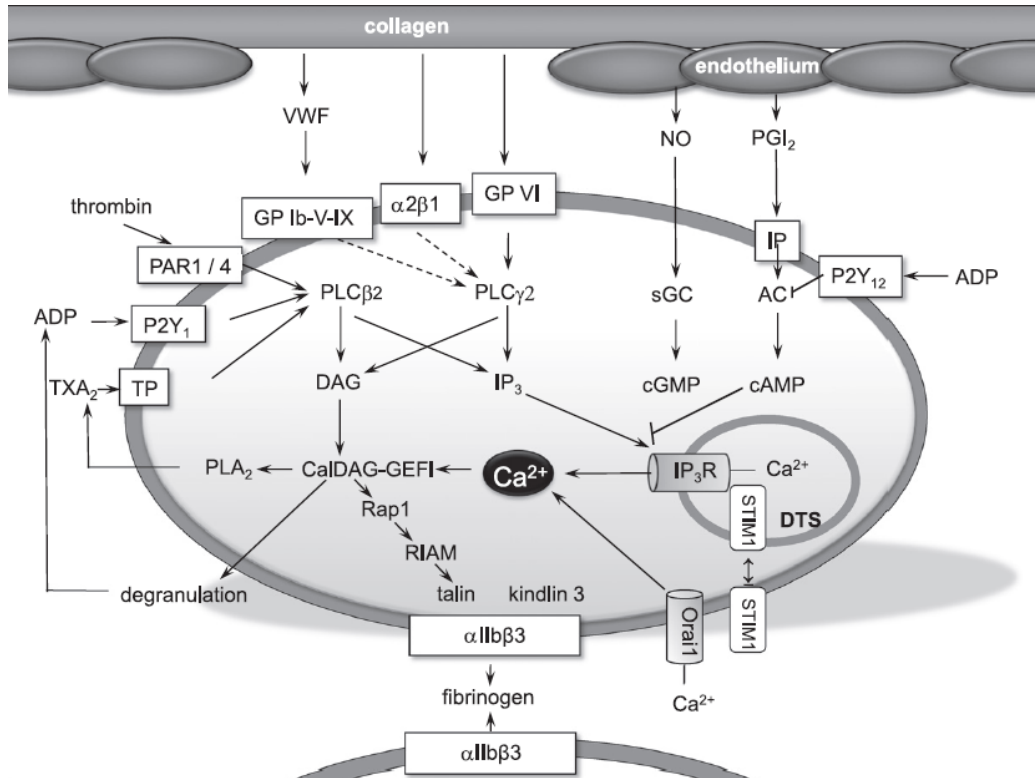 collagen
endothelium
VWF
NO
PGI₂
GP VI
α2β1
GP Ib-V-IX
thrombin
IP
PAR1 / 4
P2Y₁₂
ADP
PLCβ2
PLCγ2
sGC
AC
ADP
P2Y₁
TXA₂
TP
DAG
IP₃
cGMP
cAMP
PLA₂
CalDAG-GEFI
Ca²⁺
IP₃R
Ca²⁺
Rap1
STIM1
DTS
RIAM
degranulation
talin
kindlin 3
STIM1
αIIbβ3
Orai1
fibrinogen
Ca²⁺
αIIbβ3